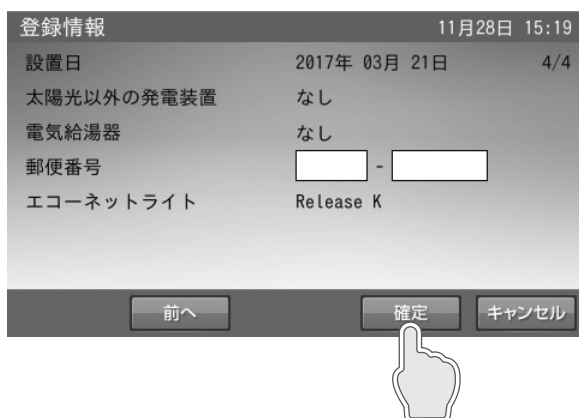 登録情報 11月28日 15:19
設置日 2017年 03月 21日 4/4
太陽光以外の発電装置 なし
電気給湯器 なし
郵便番号 -
エコーネットライト Release K
前へ 確定 キャンセル